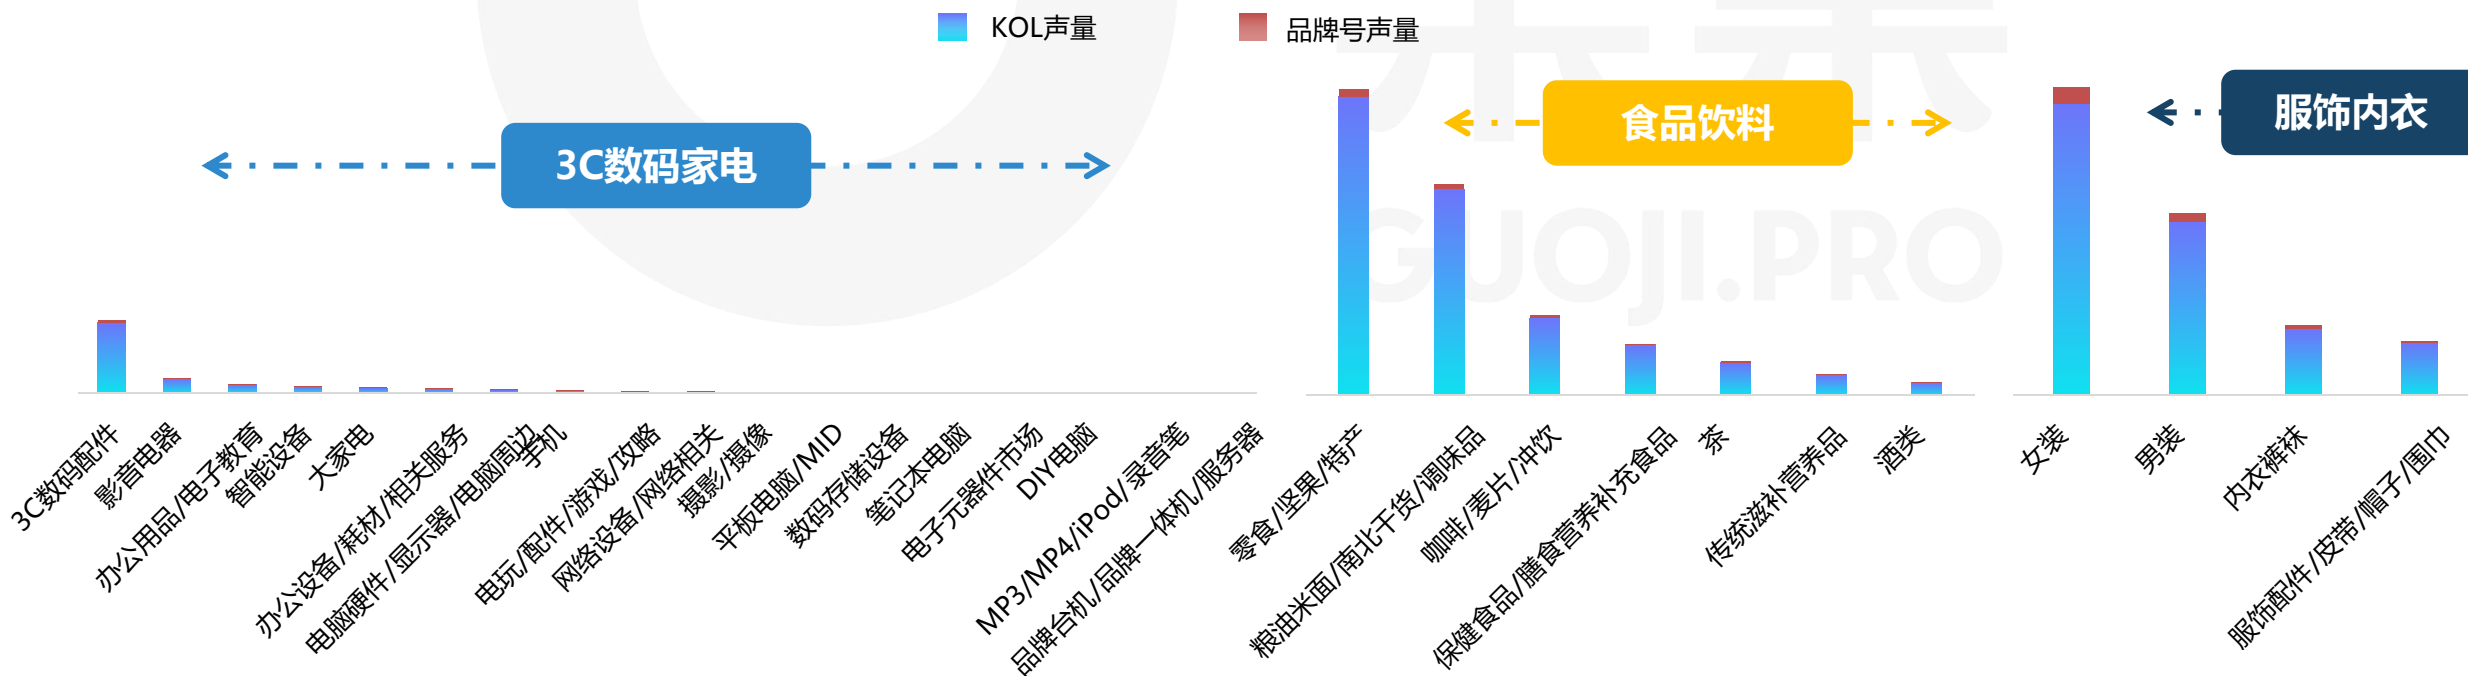 KOL声量
品牌号声量
3C数码家电
食品饮料
服饰内衣
GUOJI.PRO
3C数码配件
影音电器
办公用品/电子教育
智能设备
大家电
办公设备/耗材/相关服务
电脑硬件/显示器/电脑周边
手机
电玩/配件/游戏/攻略
网络设备/网络相关
摄影/摄像
平板电脑/MID
数码存储设备
笔记本电脑
电子元器件市场
DIY电脑
MP3/MP4/iPod/录音笔
品牌台机/品牌一体机/服务器
零食/坚果/特产
粮油米面/南北干货/调味品
咖啡/麦片/冲饮
保健食品/膳食营养补充食品
茶
传统滋补营养品
酒类
女装
男装
内衣裤袜
服饰配件/皮带/帽子/围巾